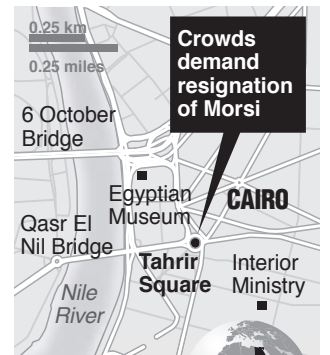 0.25 km
0.25 miles
Crowds
demand
resignation
of Morsi
6 October
Bridge
Egyptian
Museum
CAIRO
Qasr El
Nil Bridge
Tahrir
Square
Interior
Ministry
Nile
River